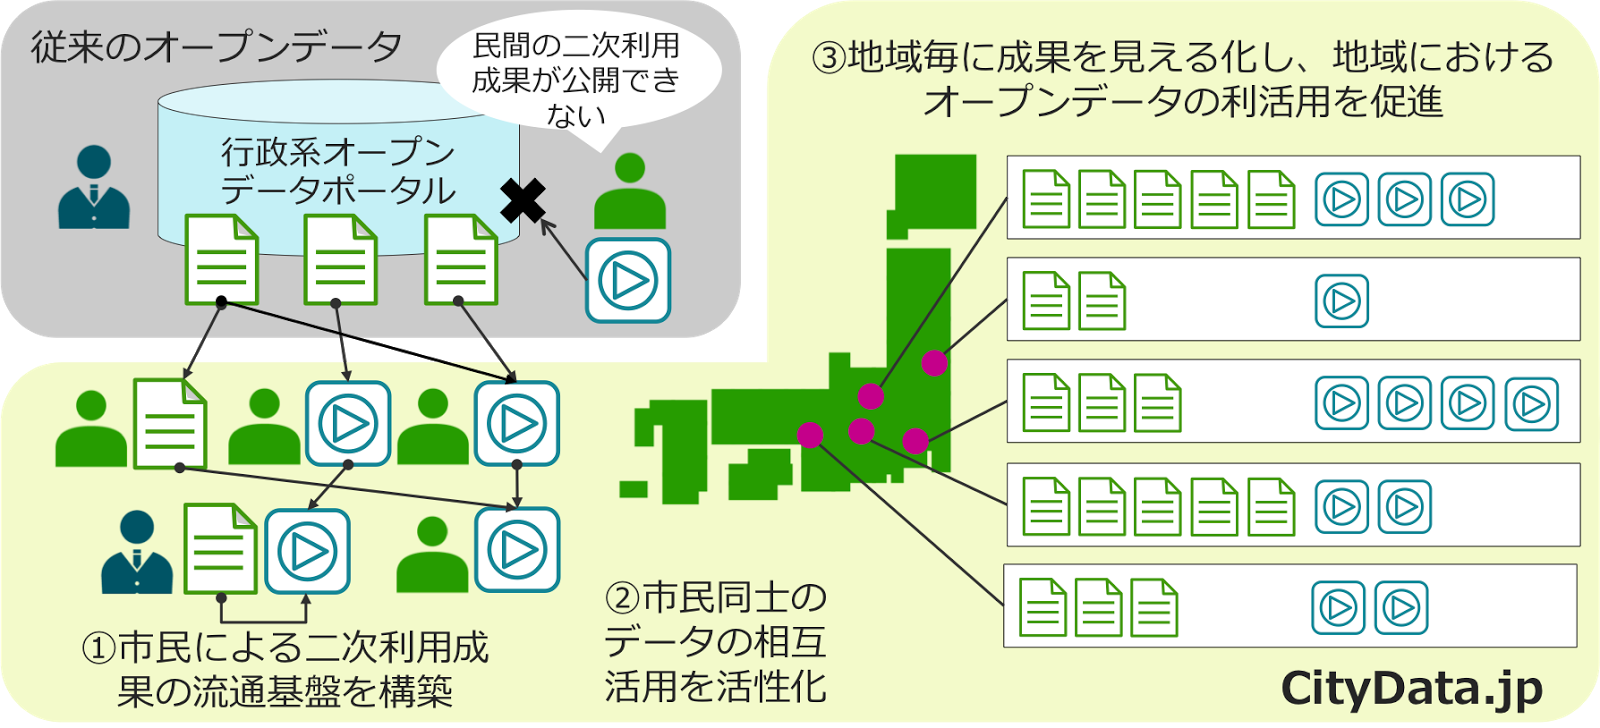 従来のオープンデータ
民間の二次利用
成果が公開でき
ない
行政系オープン
データポータル
①市民による二次利用成
果の流通基盤を構築
②市民同士の
データの相互
活用を活性化
③地域毎に成果を見える化し、地域における
オープンデータの利活用を促進
CityData.jp